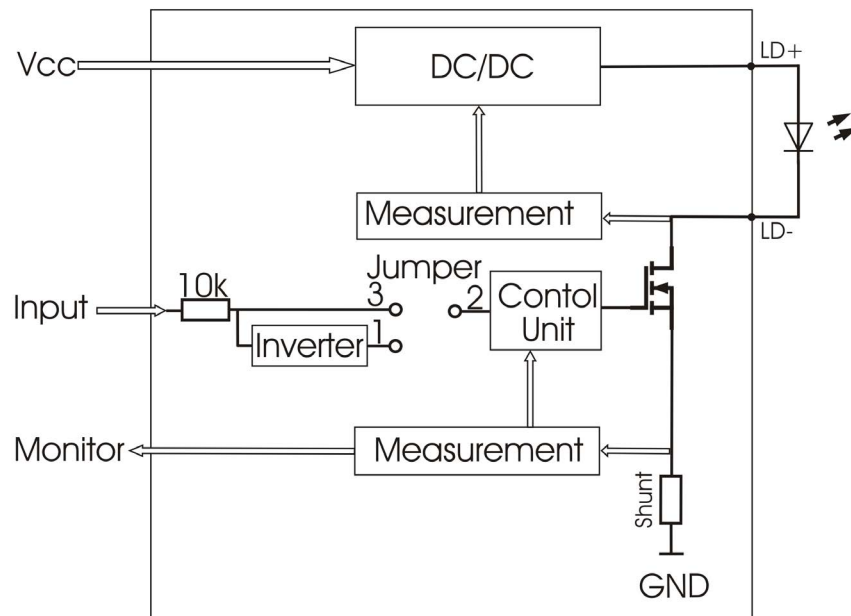 Vcc
DC/DC
LD+
Measurement
LD-
Input
10k
Jumper
3
2
1
Inverter
Contol
Unit
Monitor
Measurement
Shunt
GND